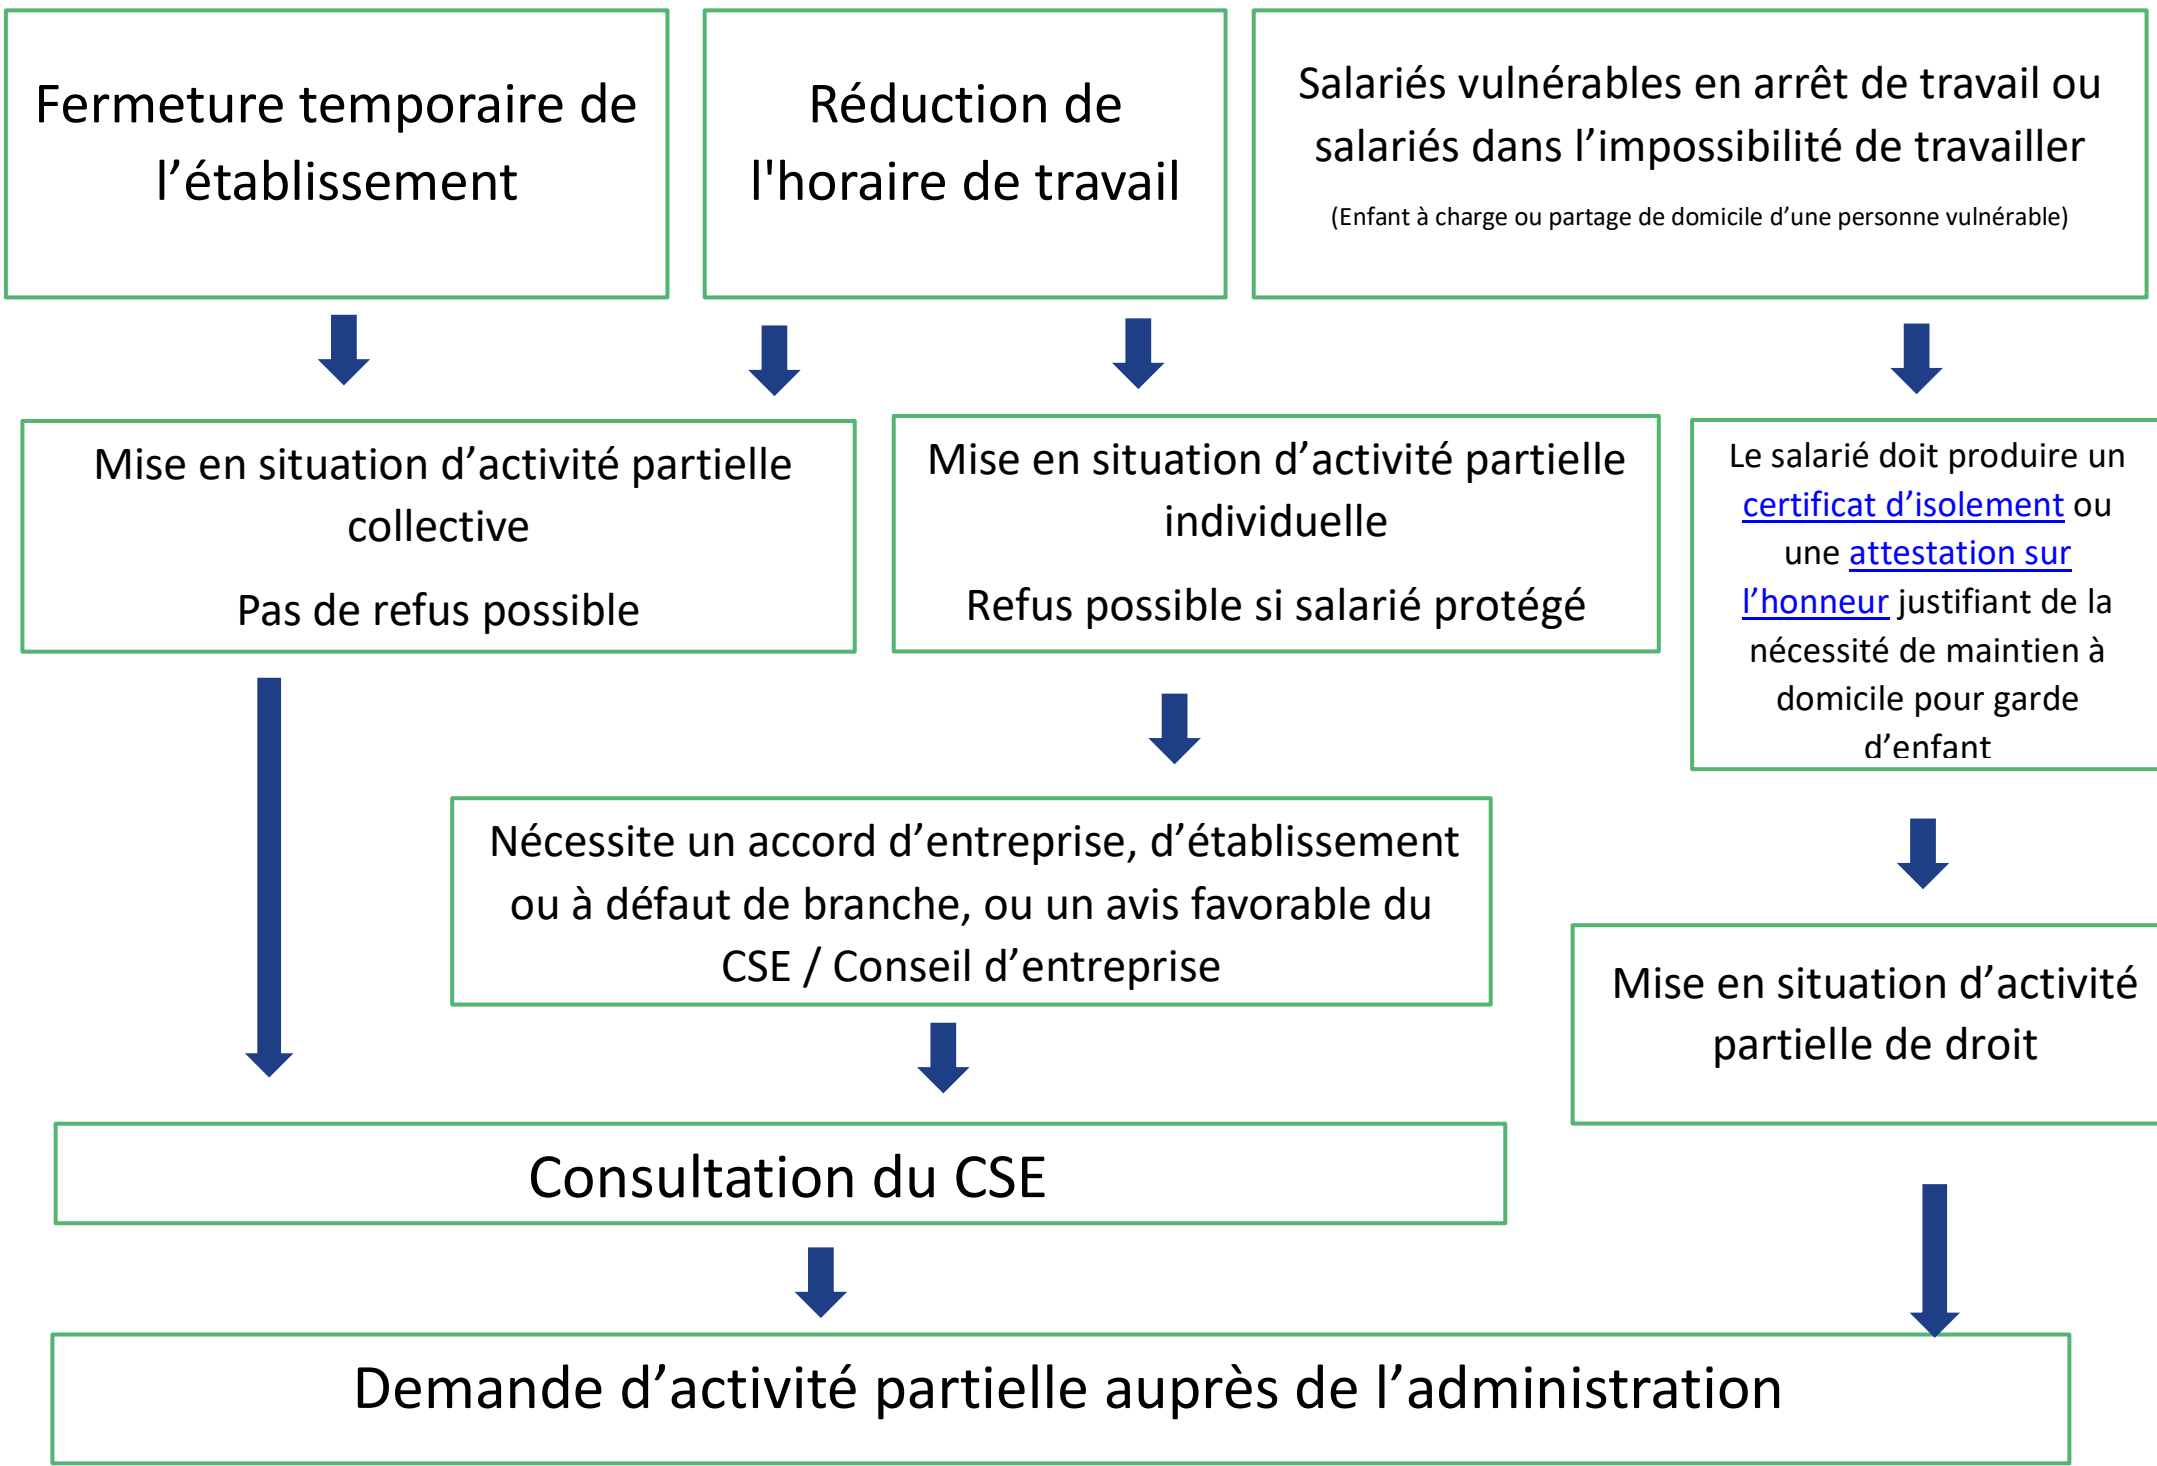 Fermeture temporaire de
l’établissement
Réduction de
l'horaire de travail
Salariés vulnérables en arrêt de travail ou
salariés dans l’impossibilité de travailler
(Enfant à charge ou partage de domicile d’une personne vulnérable)
Mise en situation d’activité partielle
collective
Pas de refus possible
Mise en situation d’activité partielle
individuelle
Refus possible si salarié protégé
Le salarié doit produire un
certificat d’isolement ou
une attestation sur
l’honneur justifiant de la
nécessité de maintien à
domicile pour garde
d’enfant
Nécessite un accord d’entreprise, d’établissement
ou à défaut de branche, ou un avis favorable du
CSE / Conseil d’entreprise
Mise en situation d’activité
partielle de droit
Consultation du CSE
Demande d’activité partielle auprès de l’administration